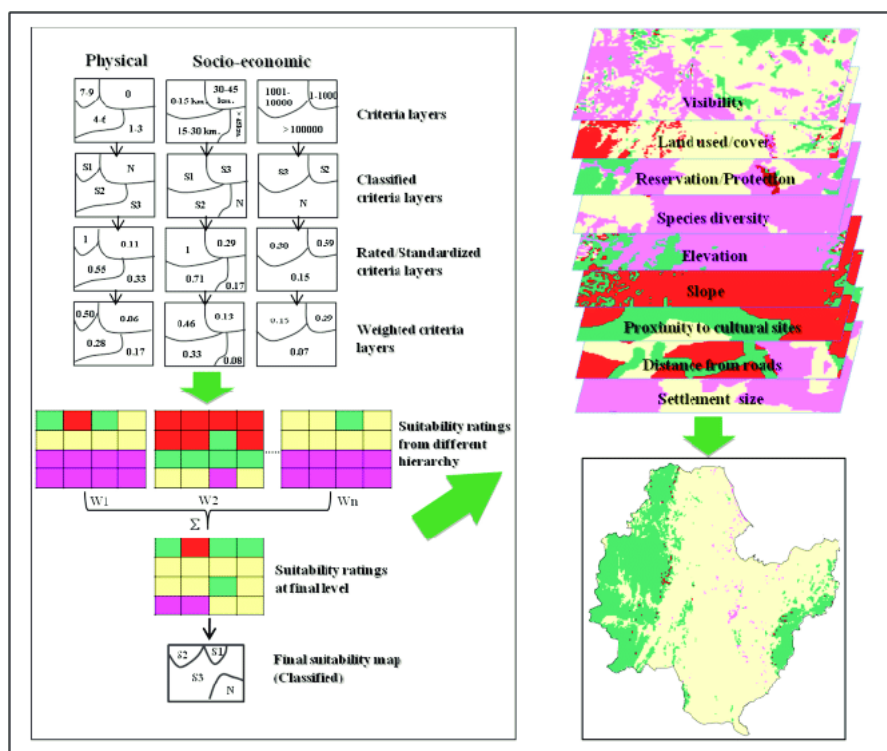 Physical
Socio-economic
7-9
0
4-6
1-3
0-15 km.
30-45 km.
15-30 km.
1001-10000
1-1000
> 100000
Criteria layers
S1
N
S2
S3
S1
S3
S2
N
S3
S2
N
Classified
criteria layers
1
0.11
0.55
0.33
1
0.29
0.71
0.17
0.30
0.59
0.15
Rated/Standardized
criteria layers
0.50
0.06
0.28
0.17
0.46
0.13
0.33
0.08
0.15
0.29
0.07
Weighted criteria
layers
Suitability ratings
from different
hierarchy
W1
W2
Wn
Σ
Suitability ratings
at final level
S2
S1
S3
N
Final suitability map
(Classified)
Visibility
Land used/cover
Reservation/Protection
Species diversity
Elevation
Slope
Proximity to cultural sites
Distance from roads
Settlement size